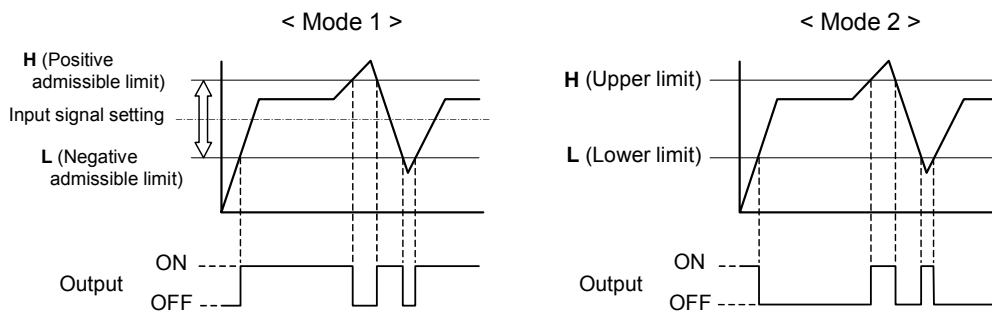 < Mode 1 >
H (Positive
admissible limit)
Input signal setting
L (Negative
admissible limit)
Output
ON
OFF
< Mode 2 >
H (Upper limit)
L (Lower limit)
Output
ON
OFF